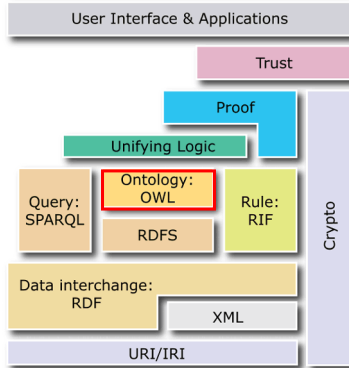 User Interface & Applications
Trust
Proof
Unifying Logic
Ontology:
OWL
Query:
SPARQL
Rule:
RIF
RDFS
Crypto
Data interchange:
RDF
XML
URI/IRI